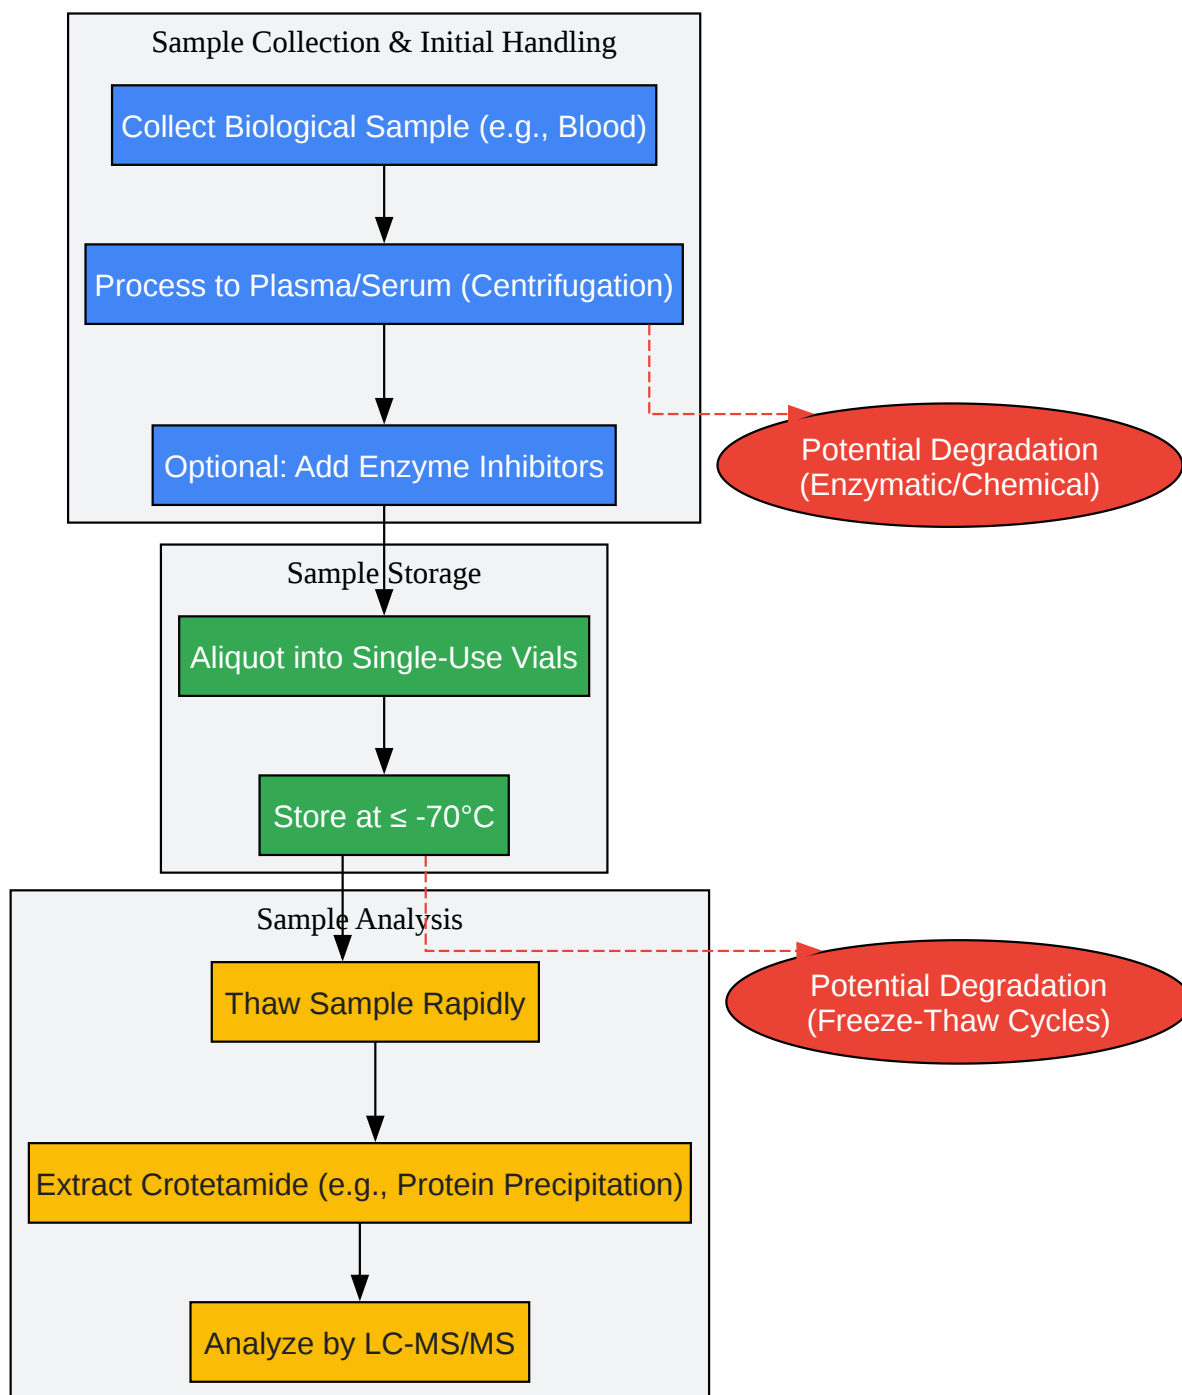 Sample Collection & Initial Handling
Collect Biological Sample (e.g., Blood)
Process to Plasma/Serum (Centrifugation)
Optional: Add Enzyme Inhibitors
Potential Degradation
(Enzymatic/Chemical)
Sample Storage
Aliquot into Single-Use Vials
Store at ≤ -70°C
Sample Analysis
Thaw Sample Rapidly
Potential Degradation
(Freeze-Thaw Cycles)
Extract Crotetamide (e.g., Protein Precipitation)
Analyze by LC-MS/MS